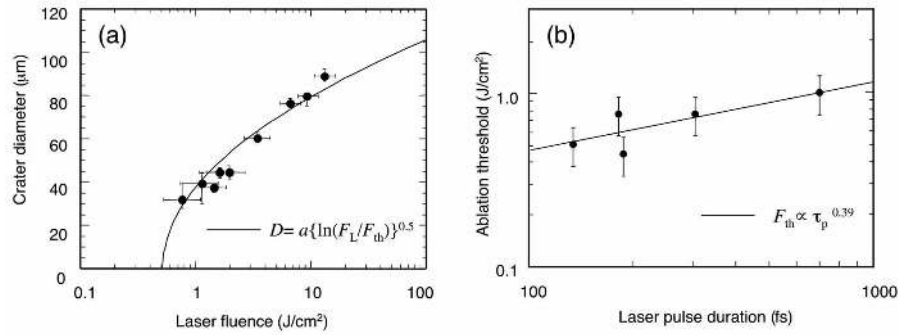 (a)
120
100
80
60
40
20
0
Crater diameter (μm)
D= a{ln(F_L/F_th)}^0.5
0.1 1 10 100
Laser fluence (J/cm²)
(b)
1.0
0.1
Ablation threshold (J/cm²)
F_th ∝ τ_p^0.39
100 1000
Laser pulse duration (fs)